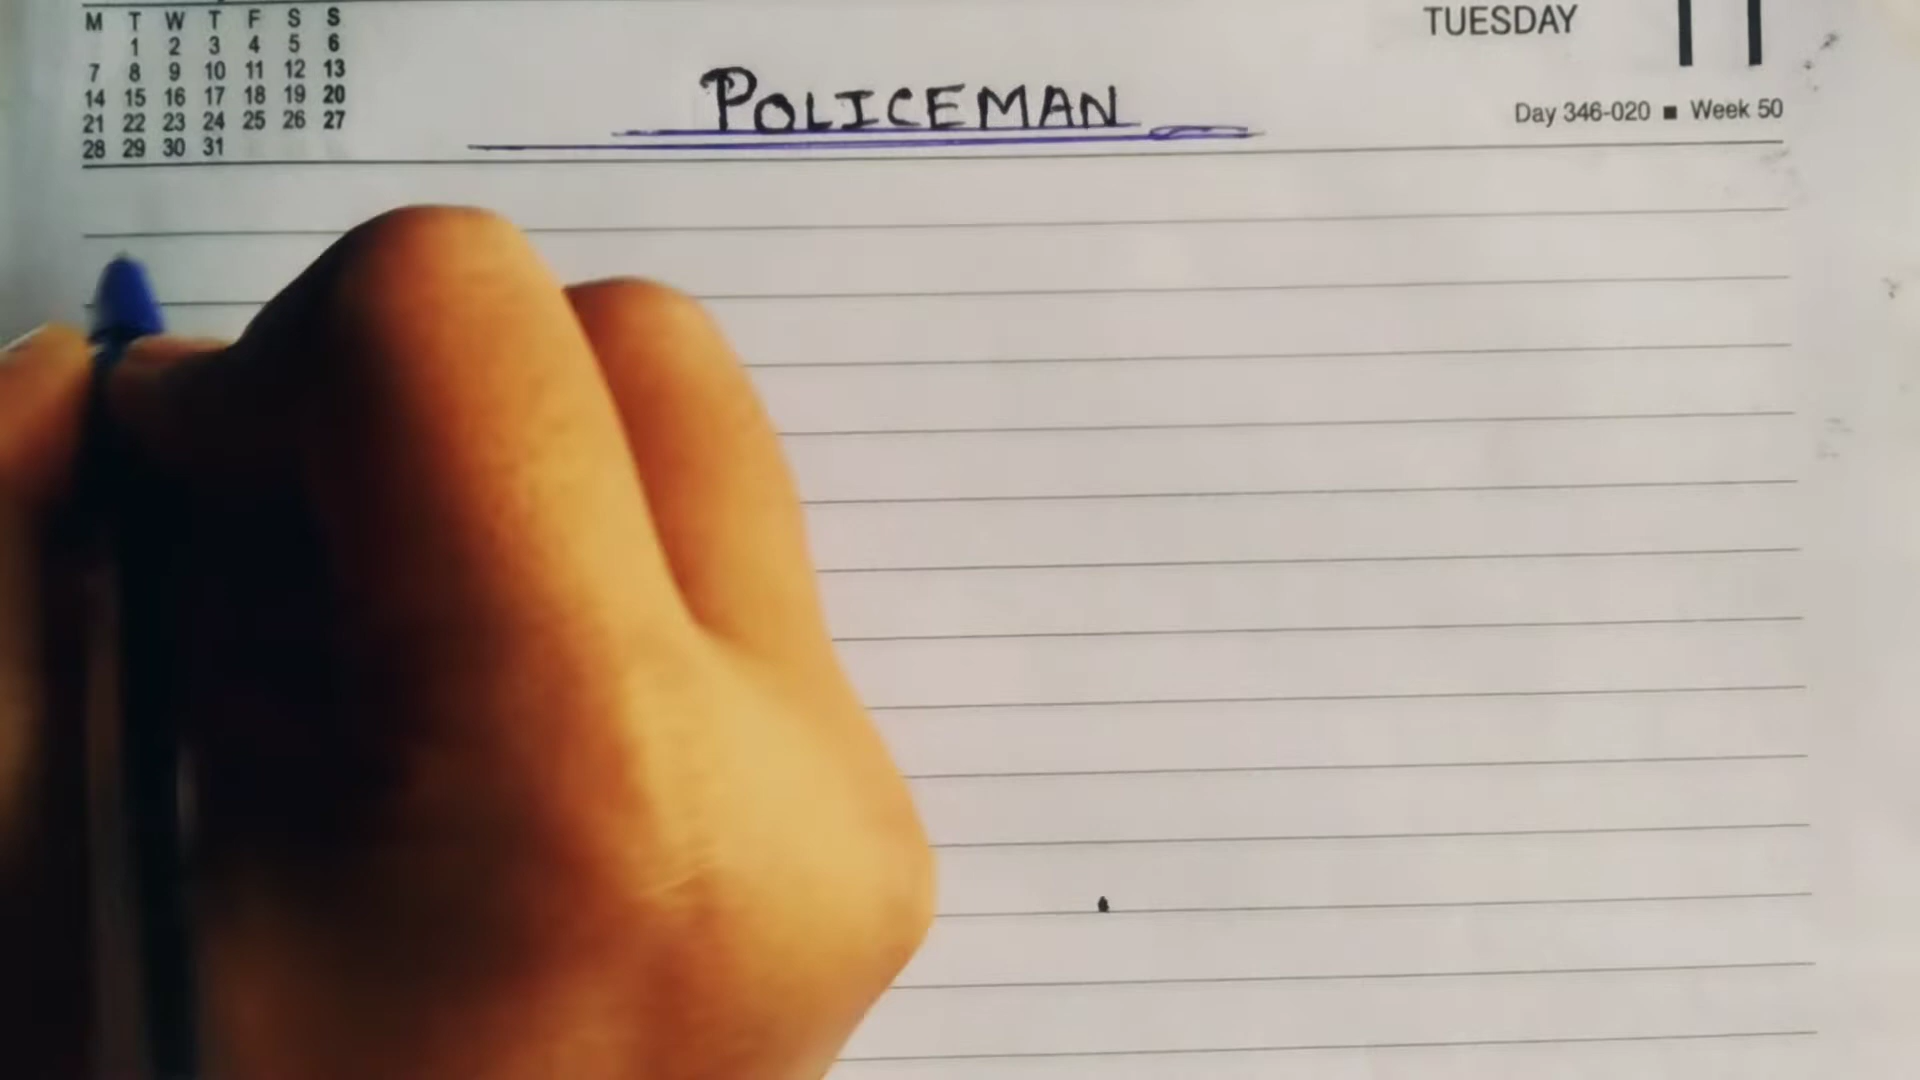 M T W T F S S
1 2 3 4 5 6
7 8 9 10 11 12 13
14 15 16 17 18 19 20
21 22 23 24 25 26 27
28 29 30 31
POLICEMAN
TUESDAY
Day 346-020 ■ Week 50